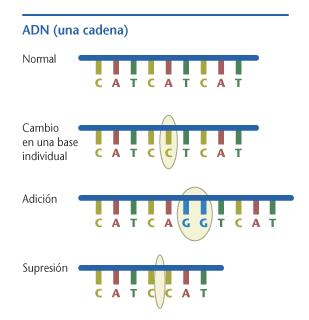 ADN (una cadena)
Normal
C A T C A T C A T
Cambio
en una base
individual
C A T C C T C A T
Adición
C A T C A G G T C A T
Supresión
C A T C C A T